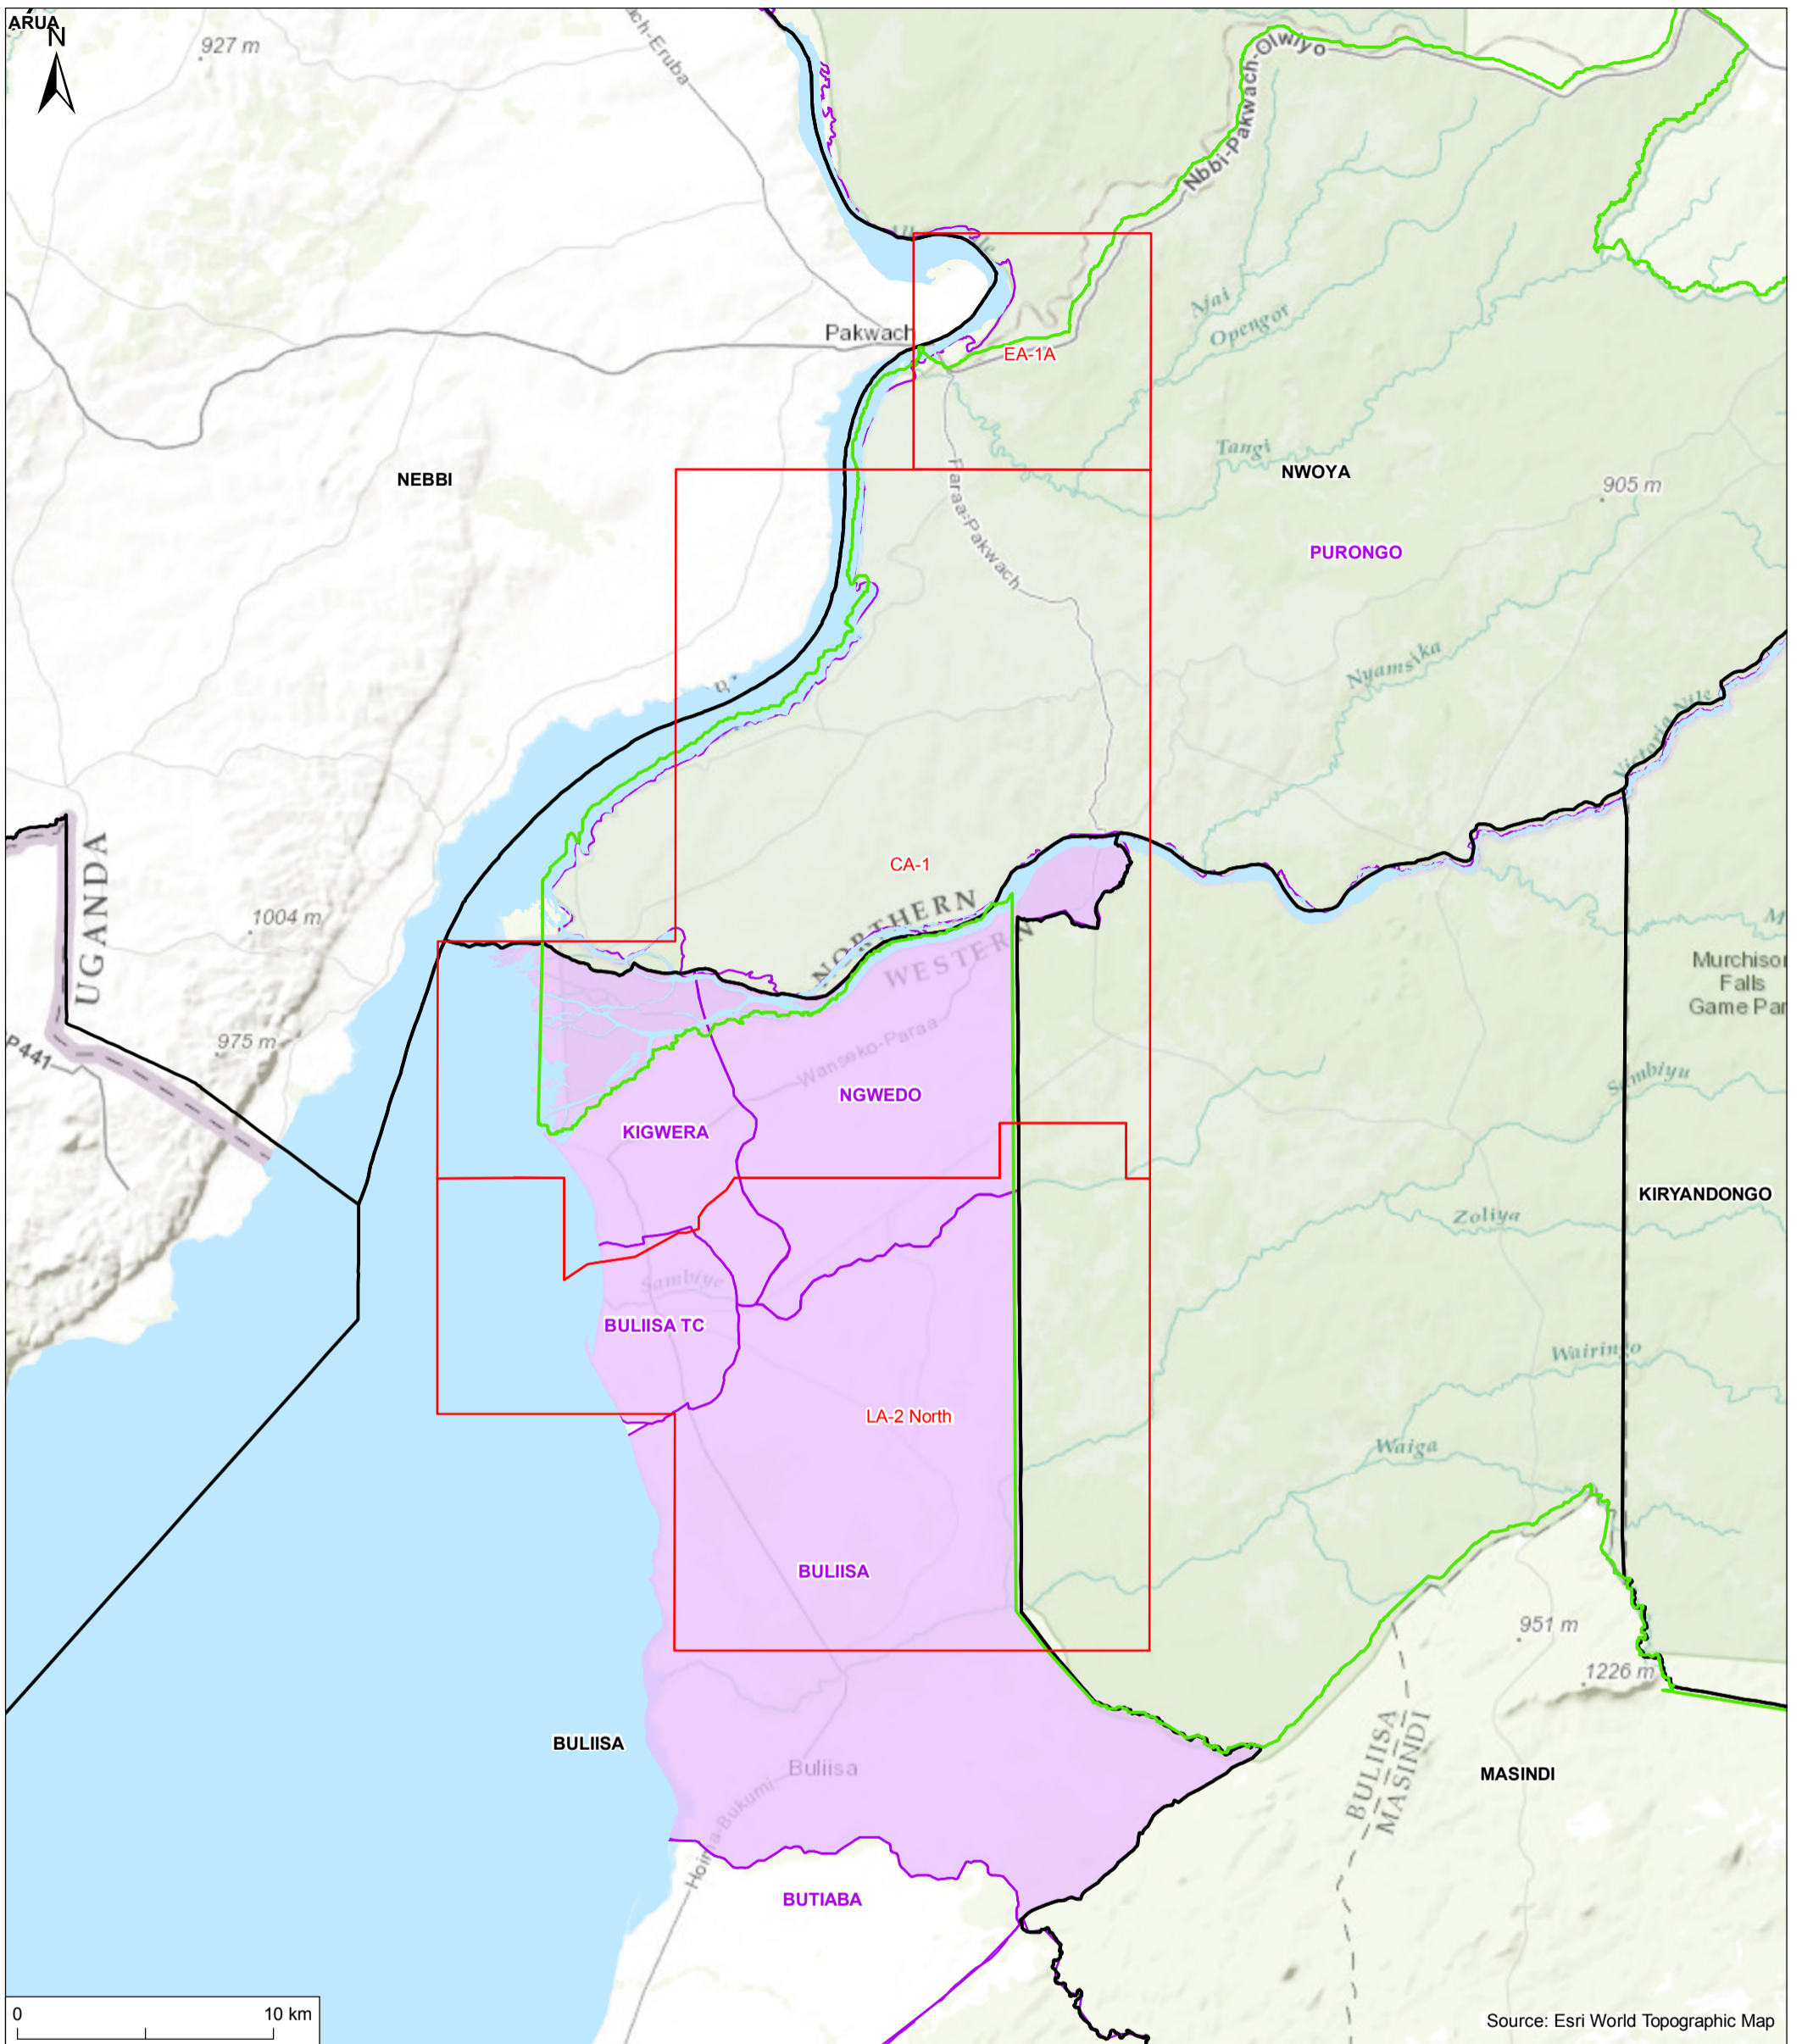 ARUA
N
927 m
ach-Eruba
Nbbi-Pakwach-Olwiyo
Ajai
Opengor
Pakwach
EA-1A
Tangi
NEBBI
NWOYA
905 m
Paraa-Pakwach
PURONGO
Nyamsika
Victoria Nile
UGANDA
CA-1
1004 m
NORTHERN
WESTERN
Murchison
Falls
Game Par
975 m
P441
Wanseko-Paraa
Sambiyu
NGWEDO
KIGWERA
KIRYANDONGO
Zoliya
Sambiye
BULIISA TC
Wairingo
LA-2 North
Waiga
BULIISA
951 m
1226 m
BULIISA
BULIISA
MASINDI
Buliisa
MASINDI
Hoima-Bukumi
BUTIABA
0 10 km
Source: Esri World Topographic Map